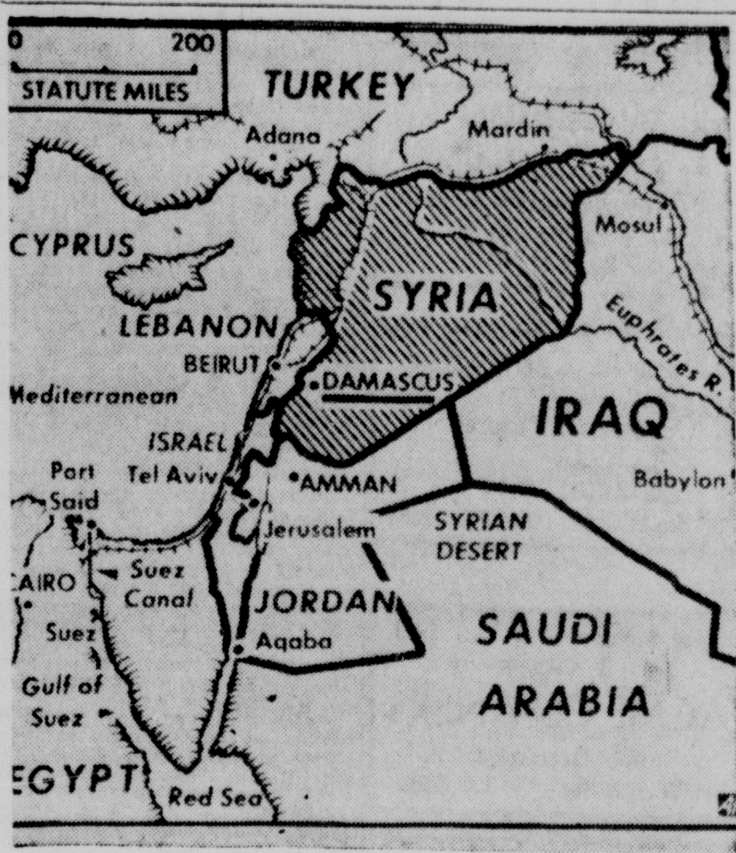 0 200
STATUTE MILES
TURKEY
Adana
Mardin
CYPRUS
Mosul
SYRIA
LEBANON
Euphrates R.
BEIRUT
DAMASCUS
Mediterranean
IRAQ
ISRAEL
Tel Aviv
Port
Said
AMMAN
Babylon
Jerusalem
SYRIAN
DESERT
CAIRO
Suez
Canal
JORDAN
Suez
Aqaba
SAUDI
ARABIA
Gulf of
Suez
EGYPT
Red Sea